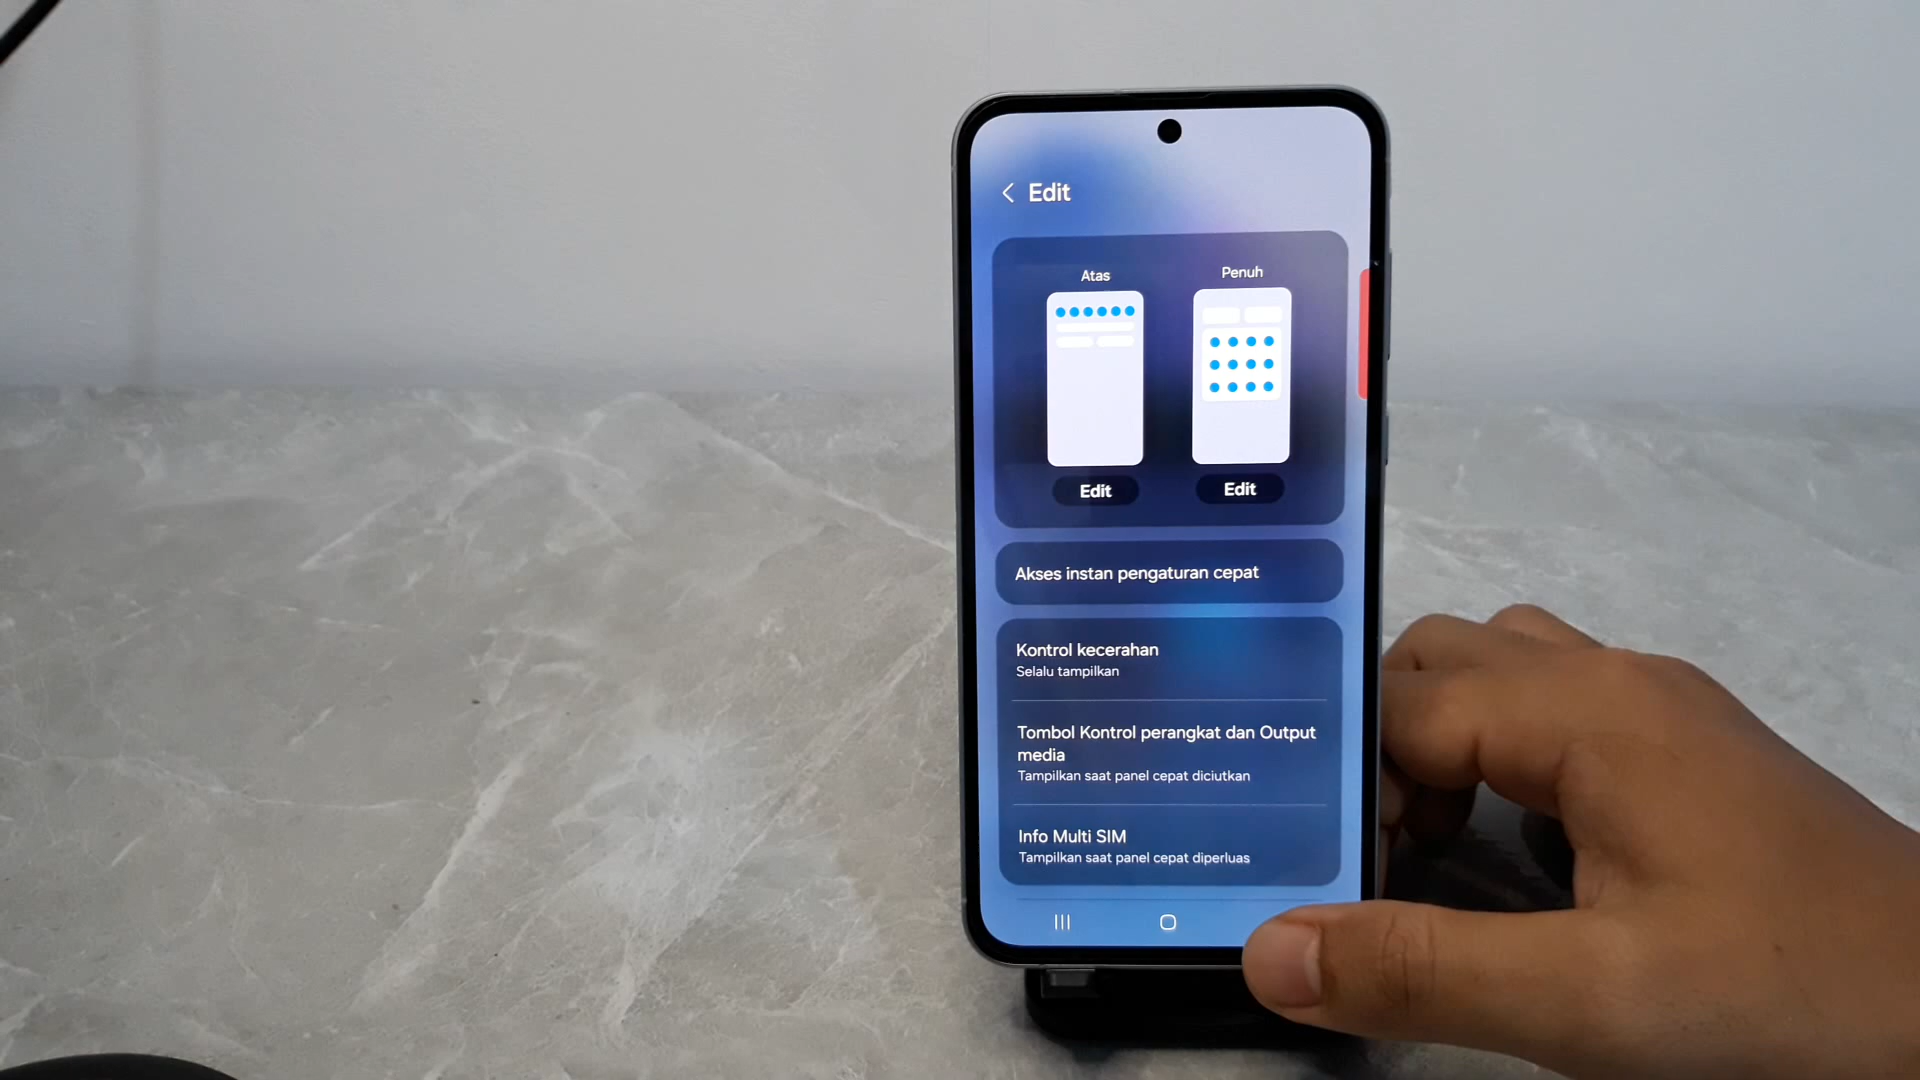 Edit
Atas
Penuh
Edit
Edit
Akses instan pengaturan cepat
Kontrol kecerahan
Selalu tampilkan
Tombol Kontrol perangkat dan Output
media
Tampilkan saat panel cepat diciutkan
Info Multi SIM
Tampilkan saat panel cepat diperluas